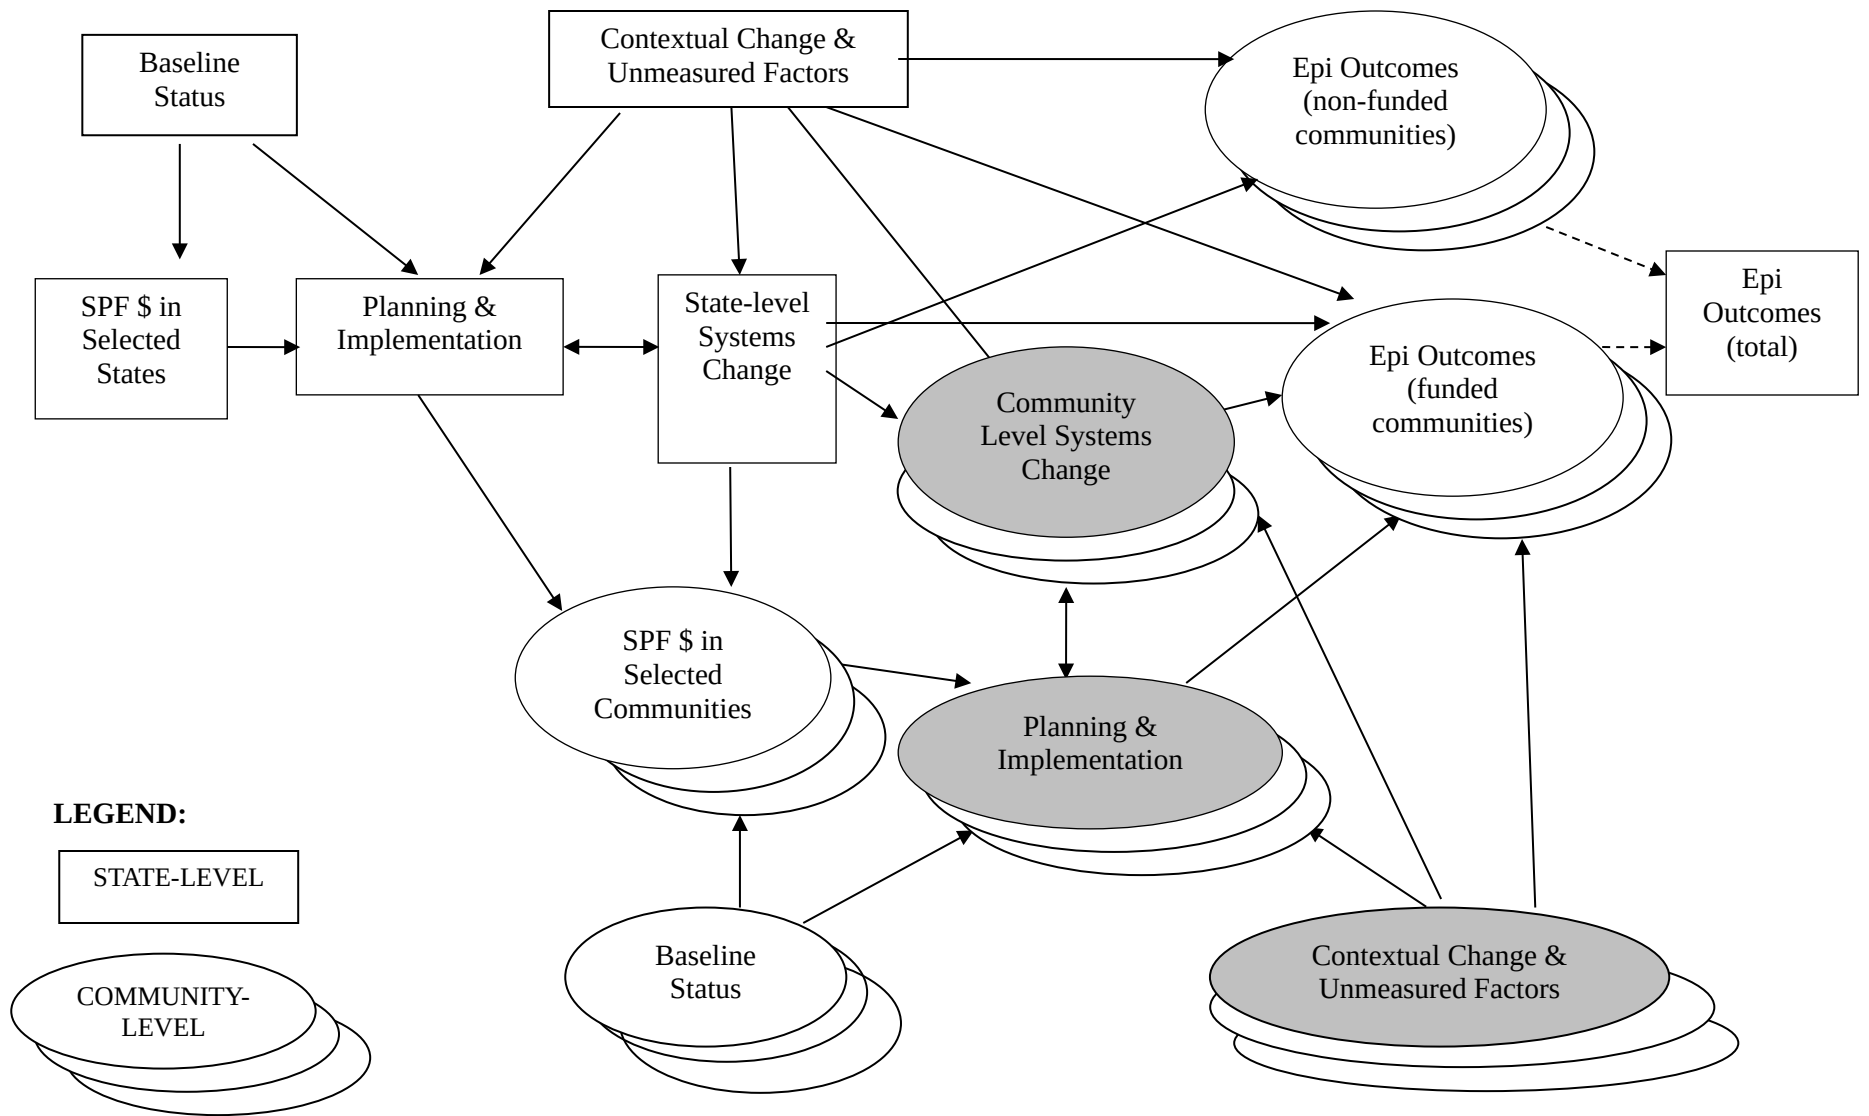 Baseline
Status
Contextual Change &
Unmeasured Factors
Epi Outcomes
(non-funded
communities)
SPF $ in
Selected
States
Planning &
Implementation
State-level
Systems
Change
Epi
Outcomes
(total)
Epi Outcomes
(funded
communities)
Community
Level Systems
Change
SPF $ in
Selected
Communities
Planning &
Implementation
LEGEND:
STATE-LEVEL
COMMUNITY-
LEVEL
Baseline
Status
Contextual Change &
Unmeasured Factors